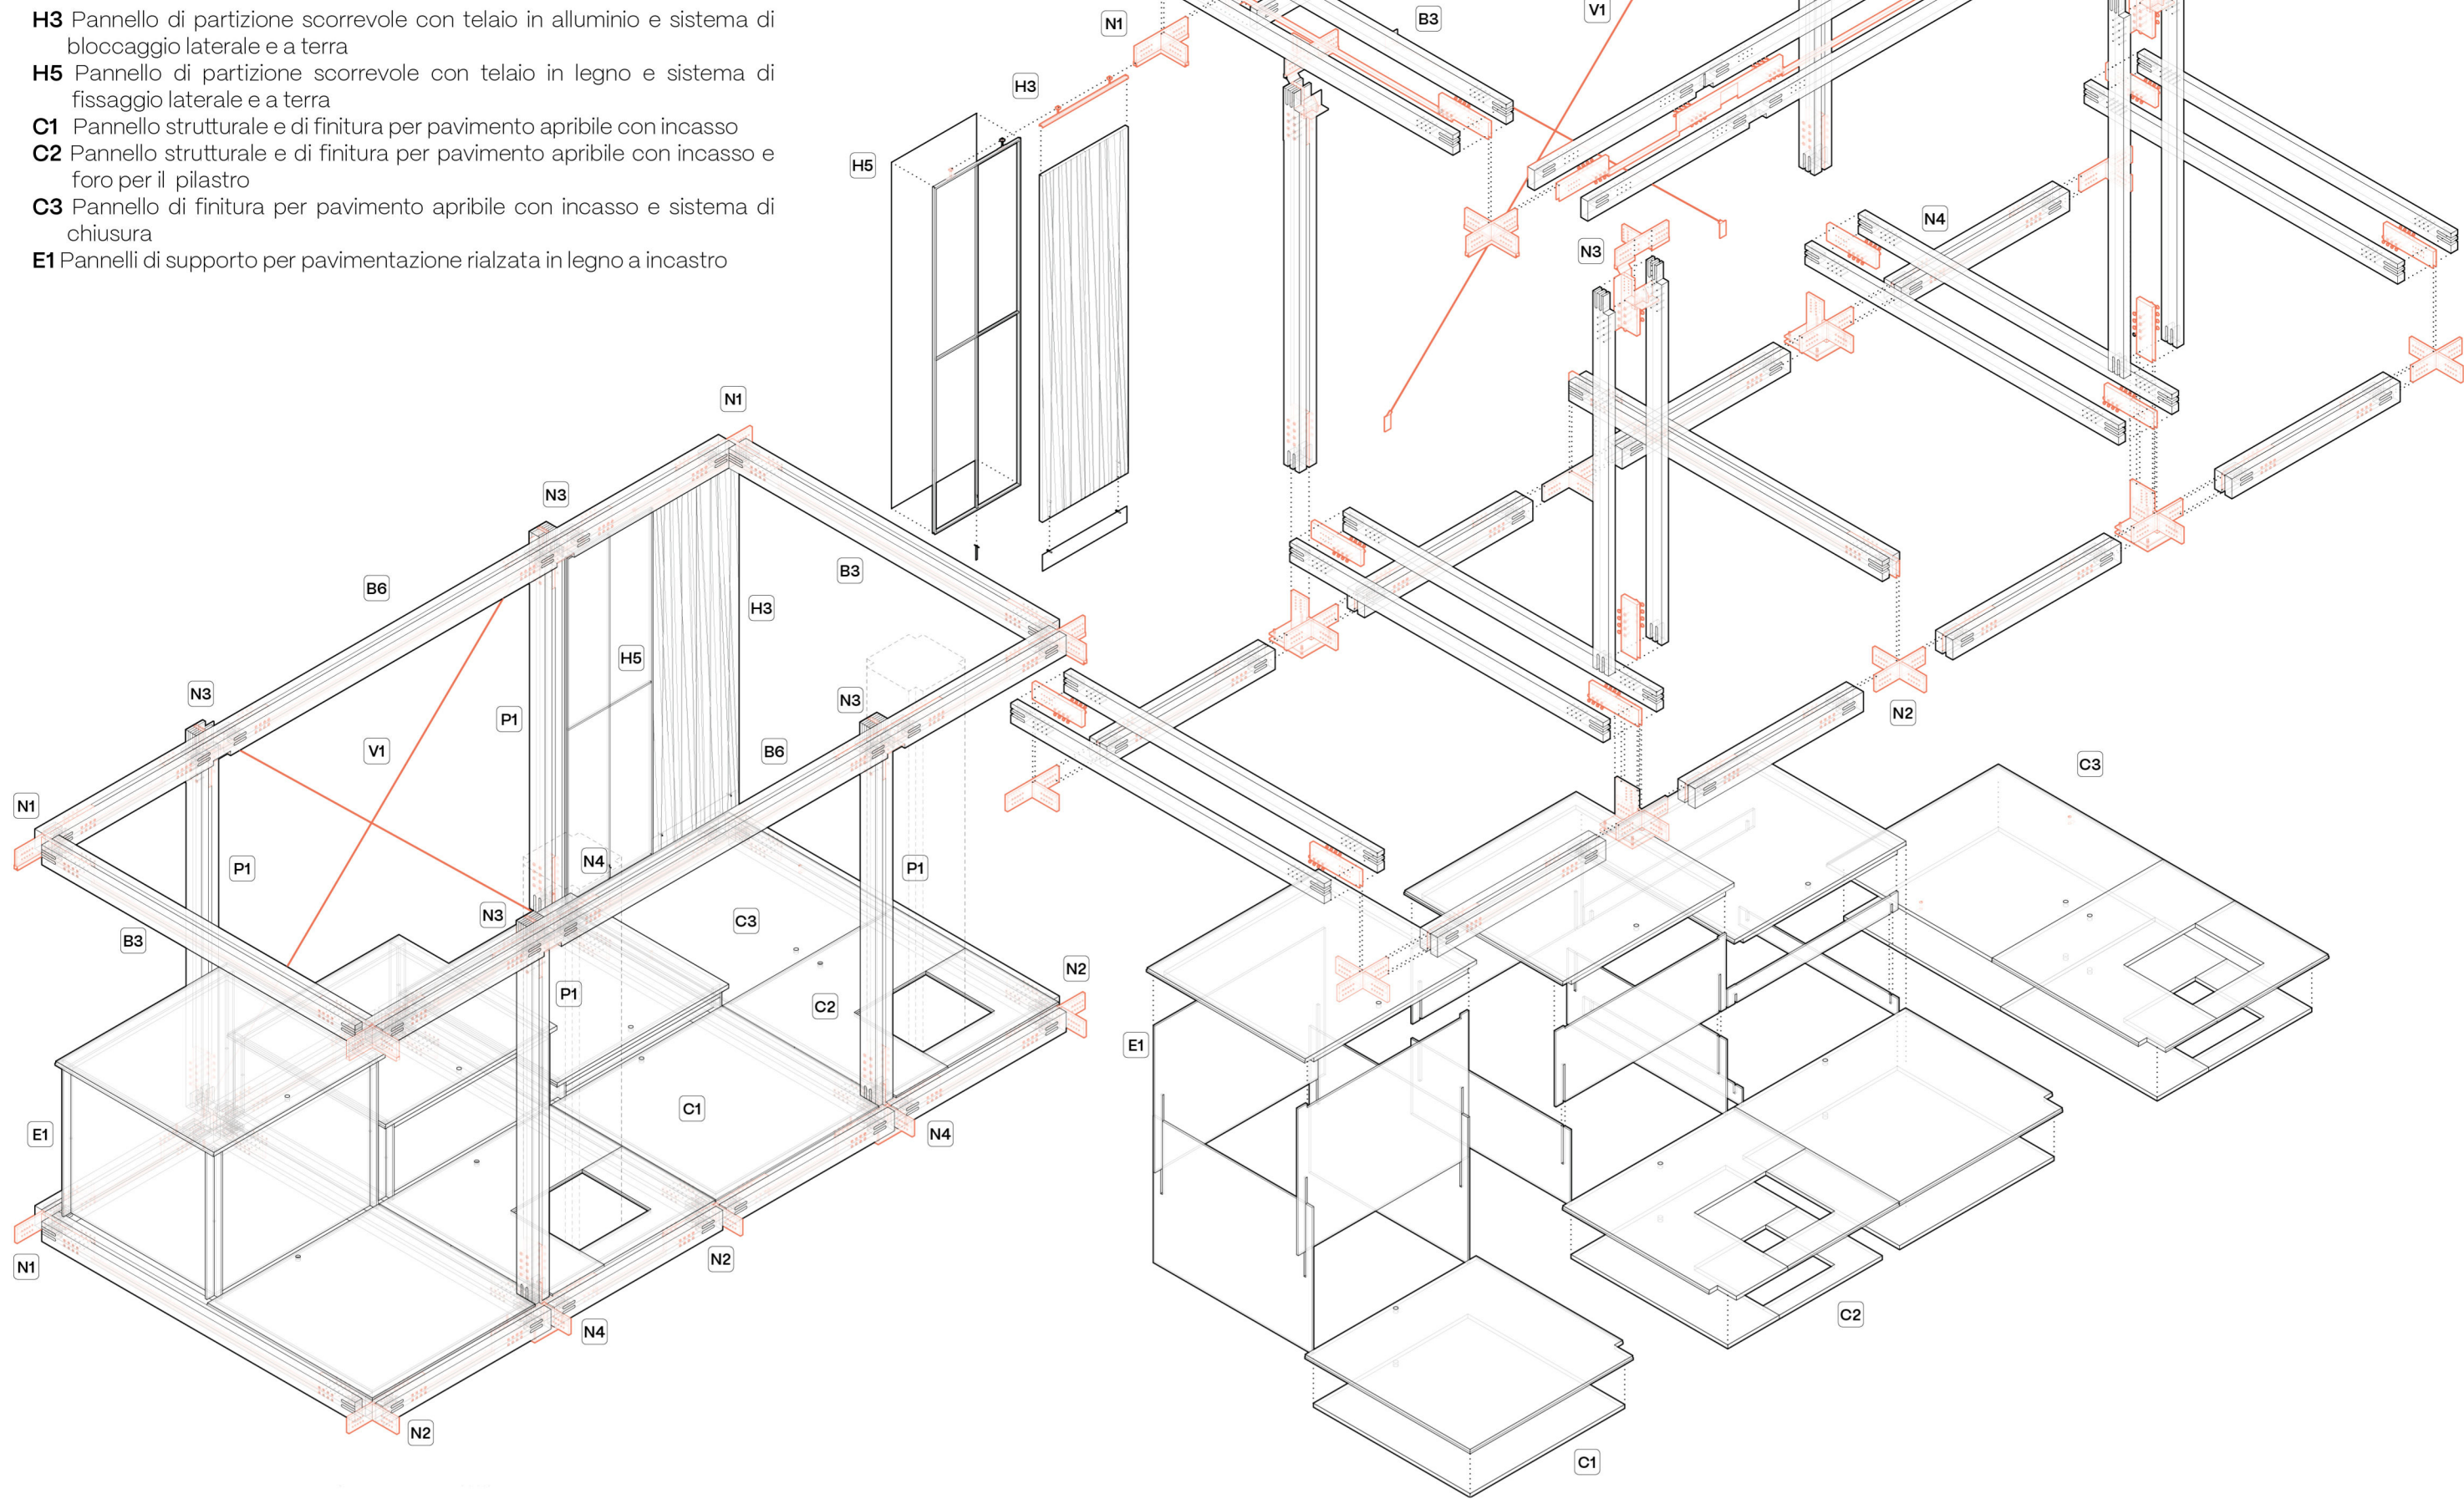 H3 Pannello di partizione scorrevole con telaio in alluminio e sistema di
bloccaggio laterale e a terra
H5 Pannello di partizione scorrevole con telaio in legno e sistema di
fissaggio laterale e a terra
C1 Pannello strutturale e di finitura per pavimento apribile con incasso
C2 Pannello strutturale e di finitura per pavimento apribile con incasso e
foro per il pilastro
C3 Pannello di finitura per pavimento apribile con incasso e sistema di
chiusura
E1 Pannelli di supporto per pavimentazione rialzata in legno a incastro
N1
B3
V1
H3
H5
N4
N3
N1
N3
B3
B6
H3
H5
N3
N3
P1
N2
V1
B6
C3
N1
N4
P1
P1
N3
C3
B3
N2
P1
C2
E1
C1
E1
N4
N2
N1
C2
N4
N2
C1